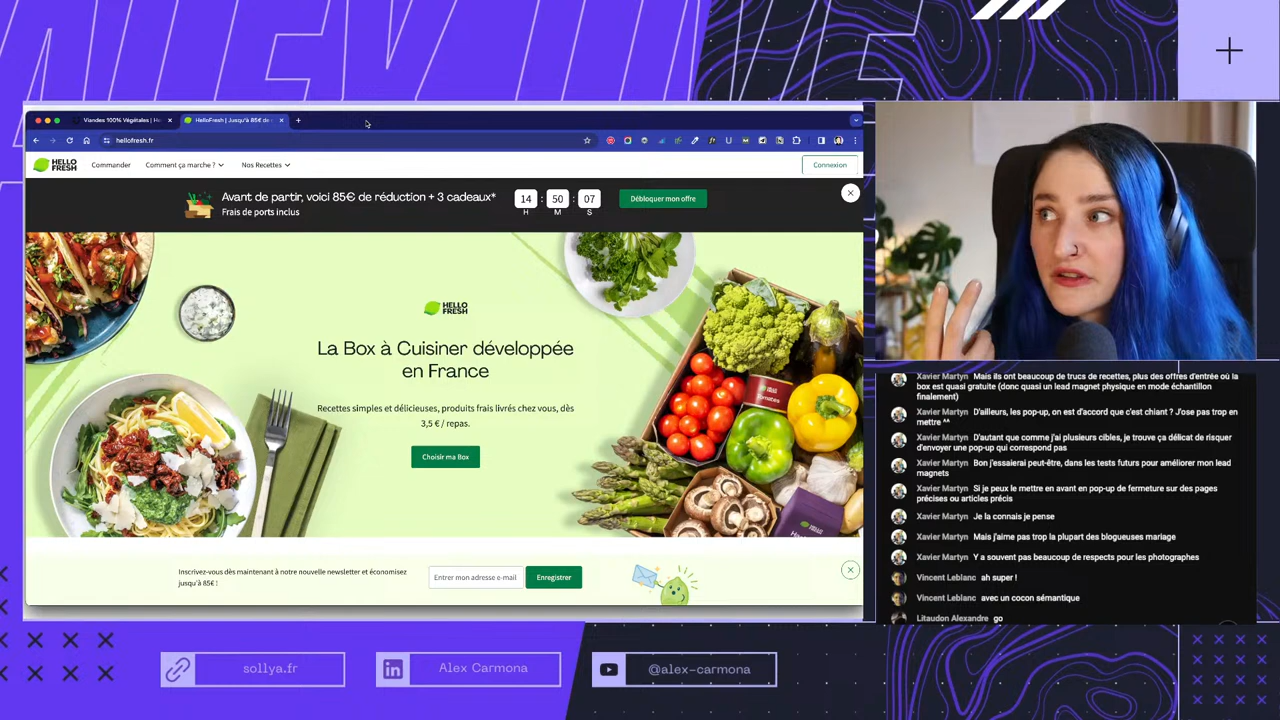 Viandes 100% Végétales | He
HelloFresh | Jusqu'à 85€ de
hellofresh.fr
HELLO
FRESH
Commander
Comment ça marche ?
Nos Recettes
Connexion
Avant de partir, voici 85€ de réduction + 3 cadeaux*
Frais de ports inclus
14 : 50 : 07
H M S
Débloquer mon offre
HELLO
FRESH
La Box à Cuisiner développée
en France
Recettes simples et délicieuses, produits frais livrés chez vous, dès
3,5 € / repas.
Choisir ma Box
Tomates
Inscrivez-vous dès maintenant à notre nouvelle newsletter et économisez
jusqu'à 85€ !
Entrer mon adresse e-mail
Enregistrer
Xavier Martyn Mais ils ont beaucoup de trucs de recettes, plus des offres d'entrée où la
box est quasi gratuite (donc quasi un lead magnet physique en mode échantillon
finalement)
Xavier Martyn D'ailleurs, les pop-up, on est d'accord que c'est chiant ? J'ose pas trop en
mettre ^^
Xavier Martyn D'autant que comme j'ai plusieurs cibles, je trouve ça délicat de risquer
d'envoyer une pop-up qui correspond pas
Xavier Martyn Bon j'essaierai peut-être, dans les tests futurs pour améliorer mon lead
magnets
Xavier Martyn Si je peux le mettre en avant en pop-up de fermeture sur des pages
précises ou articles précis
Xavier Martyn Je la connais je pense
Xavier Martyn Mais j'aime pas trop la plupart des blogueuses mariage
Xavier Martyn Y a souvent pas beaucoup de respects pour les photographes
Vincent Leblanc ah super !
Vincent Leblanc avec un cocon sémantique
Litaudon Alexandre go
sollya.fr
Alex Carmona
@alex-carmona